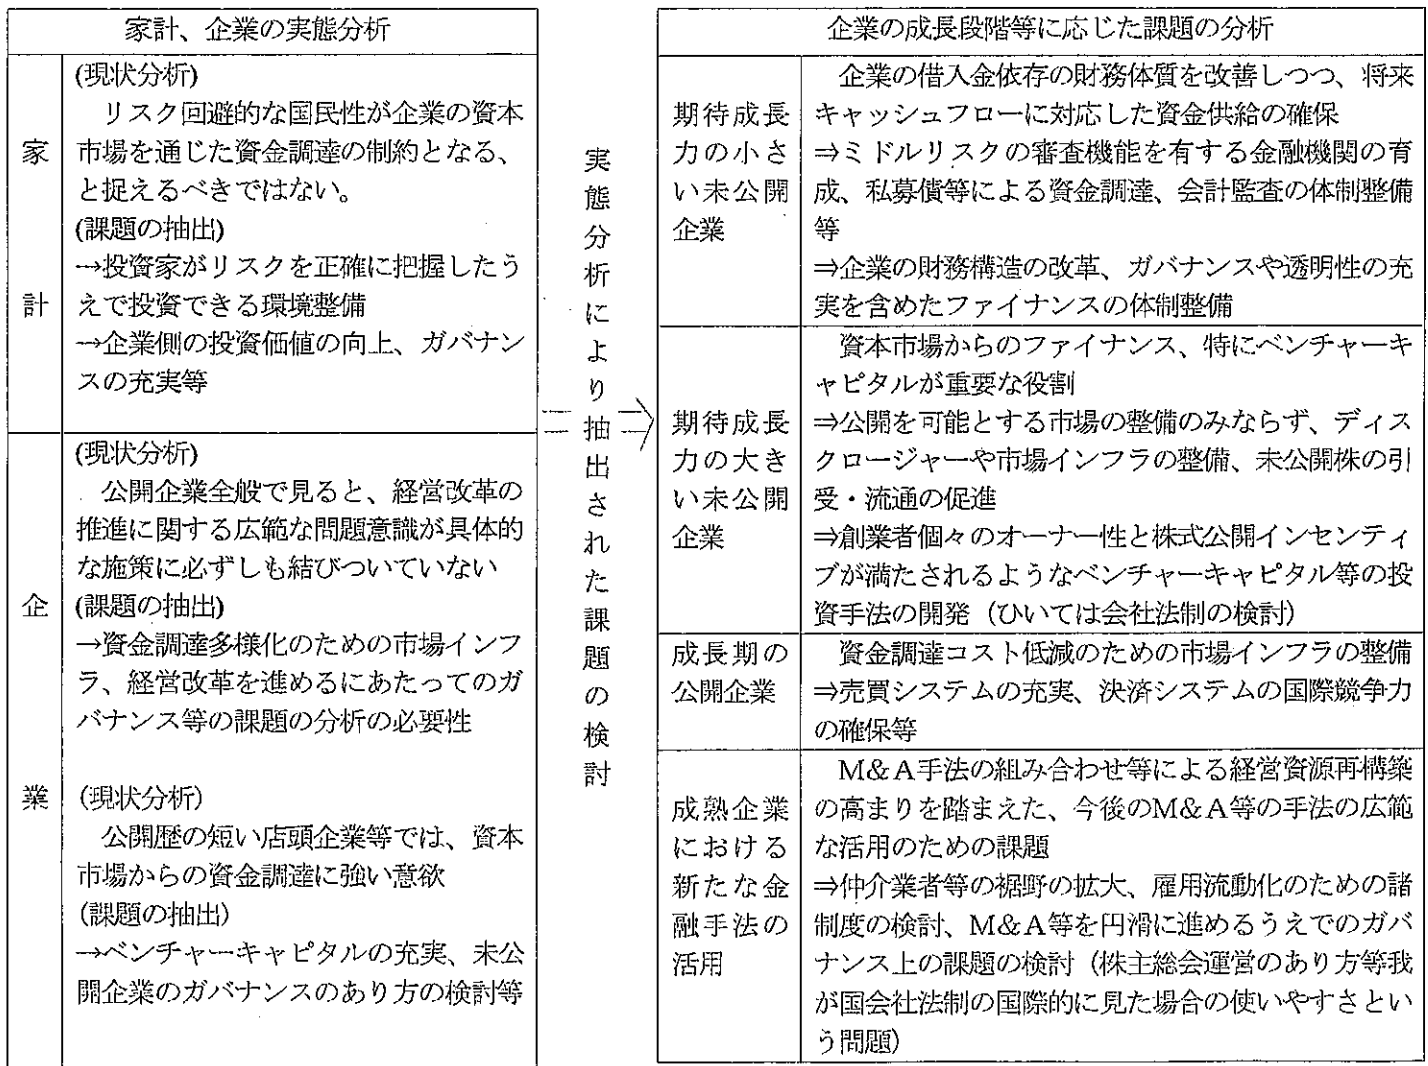 家計、企業の実態分析
家計
(現状分析)
リスク回避的な国民性が企業の資本
市場を通じた資金調達の制約となる、
と捉えるべきではない。
(課題の抽出)
→投資家がリスクを正確に把握したう
えで投資できる環境整備
→企業側の投資価値の向上、ガバナン
スの充実等
企業
(現状分析)
公開企業全般で見ると、経営改革の
推進に関する広範な問題意識が具体的
な施策に必ずしも結びついていない
(課題の抽出)
→資金調達多様化のための市場インフ
ラ、経営改革を進めるにあたってのガ
バナンス等の課題の分析の必要性
(現状分析)
公開歴の短い店頭企業等では、資本
市場からの資金調達に強い意欲
(課題の抽出)
→ベンチャーキャピタルの充実、未公
開企業のガバナンスのあり方の検討等
実態分析により抽出された課題の検討
企業の成長段階等に応じた課題の分析
期待成長
力の小さ
い未公開
企業
企業の借入金依存の財務体質を改善しつつ、将来
キャッシュフローに対応した資金供給の確保
⇒ミドルリスクの審査機能を有する金融機関の育
成、私募債等による資金調達、会計監査の体制整備
等
⇒企業の財務構造の改革、ガバナンスや透明性の充
実を含めたファイナンスの体制整備
期待成長
力の大き
い未公開
企業
資本市場からのファイナンス、特にベンチャーキ
ャピタルが重要な役割
⇒公開を可能とする市場の整備のみならず、ディス
クロージャーや市場インフラの整備、未公開株の引
受・流通の促進
⇒創業者個々のオーナー性と株式公開インセンティ
ブが満たされるようなベンチャーキャピタル等の投
資手法の開発（ひいては会社法制の検討）
成長期の
公開企業
資金調達コスト低減のための市場インフラの整備
⇒売買システムの充実、決済システムの国際競争力
の確保等
成熟企業
における
新たな金
融手法の
活用
M&A手法の組み合わせ等による経営資源再構築
の高まりを踏まえた、今後のM&A等の手法の広範
な活用のための課題
⇒仲介業者等の裾野の拡大、雇用流動化のための諸
制度の検討、M&A等を円滑に進めるうえでのガバ
ナンス上の課題の検討（株主総会運営のあり方等我
が国会社法制の国際的に見た場合の使いやすさとい
う問題）